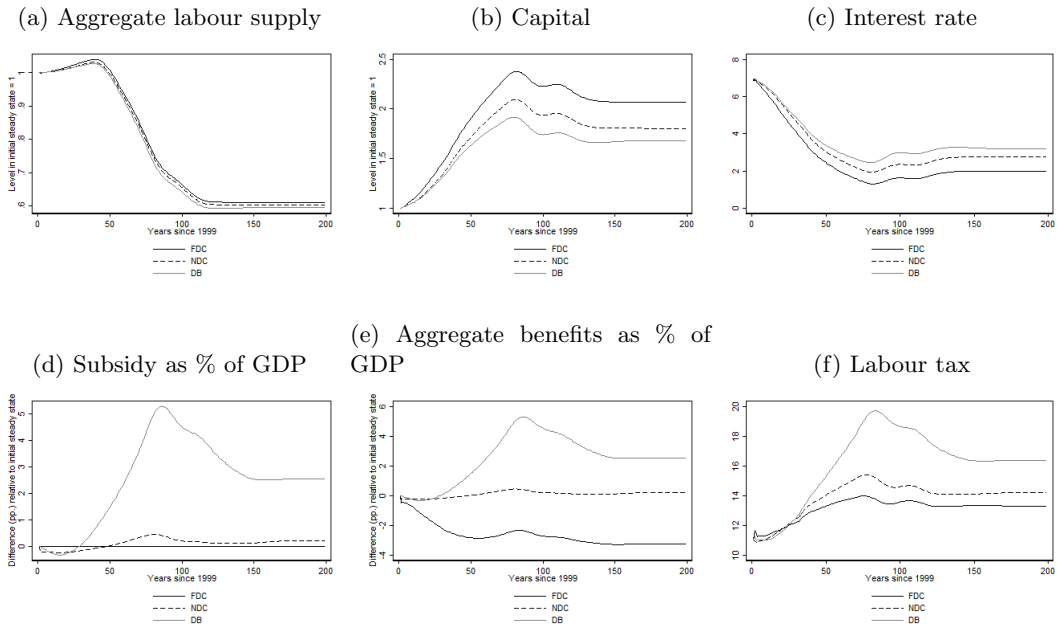 (a) Aggregate labour supply
(b) Capital
(c) Interest rate
Level in initial steady state = 1
1
.9
.8
.7
.6
0
50
100
150
200
Years since 1999
FDC
NDC
DB
Level in initial steady state = 1
2.5
2
1.5
1
0
50
100
150
200
Years since 1999
FDC
NDC
DB
8
6
4
2
0
0
50
100
150
200
Years since 1999
FDC
NDC
DB
(d) Subsidy as % of GDP
(e) Aggregate benefits as % of
GDP
(f) Labour tax
Difference (pp.) relative to initial steady state
5
4
3
2
1
0
0
50
100
150
200
Years since 1999
FDC
NDC
DB
Difference (pp.) relative to initial steady state
6
4
2
0
-2
-4
0
50
100
150
200
Years since 1999
FDC
NDC
DB
20
18
16
14
12
10
0
50
100
150
200
Years since 1999
FDC
NDC
DB